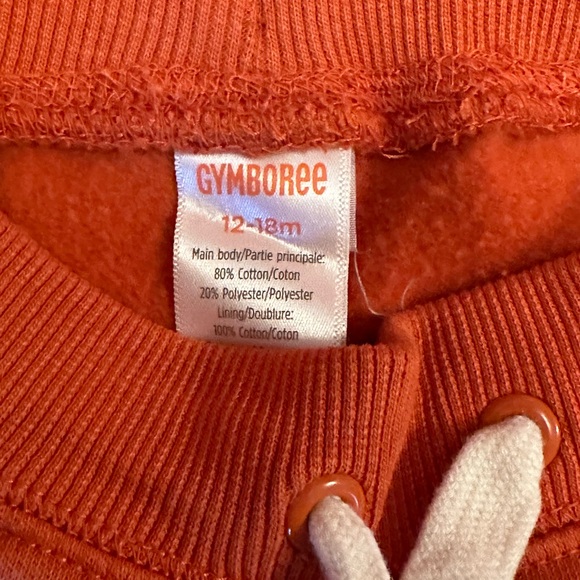 GYMBORee
12-18m
Main body/Partie principale:
80% Cotton/Coton
20% Polyester/Polyester
Lining/Doublure:
100% Cotton/Coton